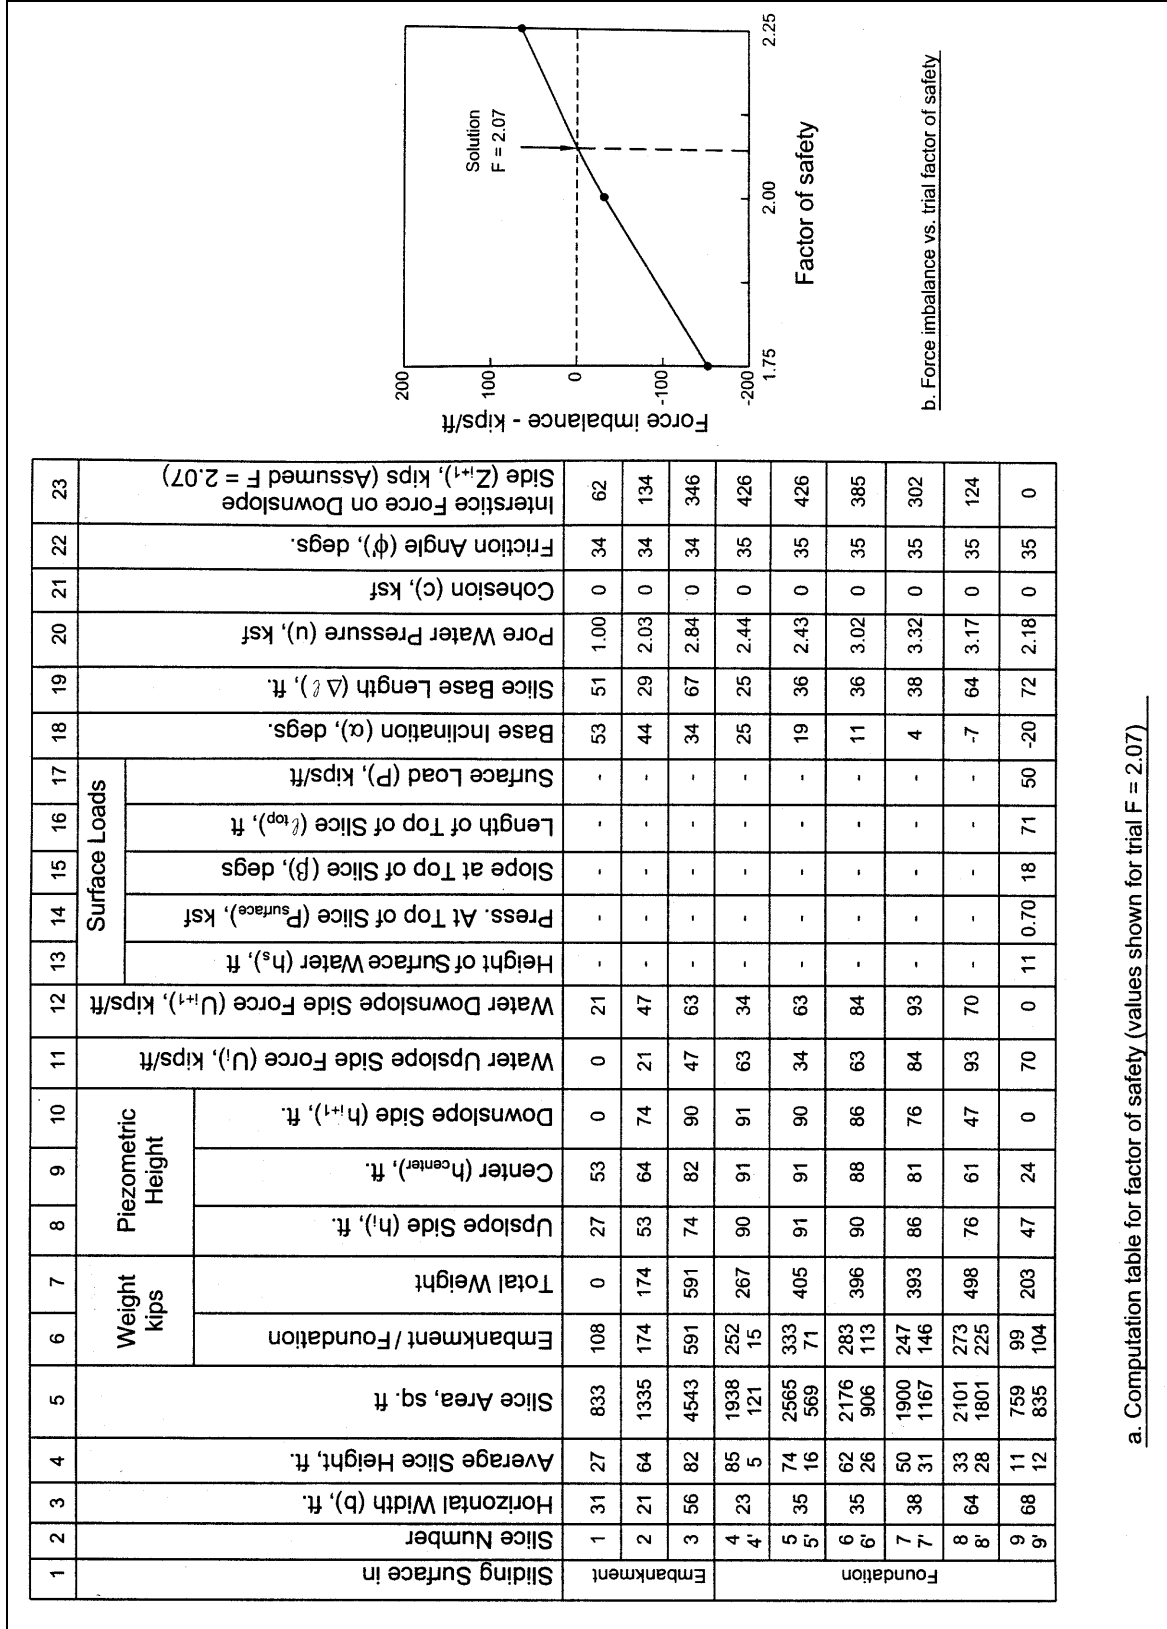 1 2 3 4 5 6 7 8 9 10 11 12 13 14 15 16 17 18 19 20 21 22 23
Weight
kips
Piezometric
Height
Surface Loads
Sliding Surface in
Slice Number
Horizontal Width (b), ft.
Average Slice Height, ft.
Slice Area, sq. ft
Embankment / Foundation
Total Weight
Upslope Side (hi), ft.
Center (hcenter), ft.
Downslope Side (hi+1), ft.
Water Upslope Side Force (Ui), kips/ft
Water Downslope Side Force (Ui+1), kips/ft
Height of Surface Water (hs), ft
Press. At Top of Slice (Psurface), ksf
Slope at Top of Slice (β), degs
Length of Top of Slice (ℓtop), ft
Surface Load (P), kips/ft
Base Inclination (α), degs.
Slice Base Length (Δℓ), ft.
Pore Water Pressure (u), ksf
Cohesion (c), ksf
Friction Angle (ϕ'), degs.
Interstice Force on Downslope
Side (Zi+1), kips (Assumed F = 2.07)
Embankment
1 31 27 833 108 0 27 53 0 0 21 - - - - - 53 51 1.00 0 34 62
2 21 64 1335 174 174 53 64 74 21 47 - - - - - 44 29 2.03 0 34 134
3 56 82 4543 591 591 74 82 90 47 63 - - - - - 34 67 2.84 0 34 346
Foundation
4 23 85 1938 252 267 90 91 91 63 34 - - - - - 25 25 2.44 0 35 426
4' 5 121 15
5 35 74 2565 333 405 91 91 90 34 63 - - - - - 19 36 2.43 0 35 426
5' 16 569 71
6 35 62 2176 283 396 90 88 86 63 84 - - - - - 11 36 3.02 0 35 385
6' 26 906 113
7 38 50 1900 247 393 86 81 76 84 93 - - - - - 4 38 3.32 0 35 302
7' 31 1167 146
8 64 33 2101 273 498 76 61 47 93 70 - - - - - -7 64 3.17 0 35 124
8' 28 1801 225
9 68 11 759 99 203 47 24 0 70 0 11 0.70 18 71 50 -20 72 2.18 0 35 0
9' 12 835 104
a. Computation table for factor of safety (values shown for trial F = 2.07)
Force imbalance - kips/ft
200
100
0
-100
-200
Solution
F = 2.07
1.75 2.00 2.25
Factor of safety
b. Force imbalance vs. trial factor of safety